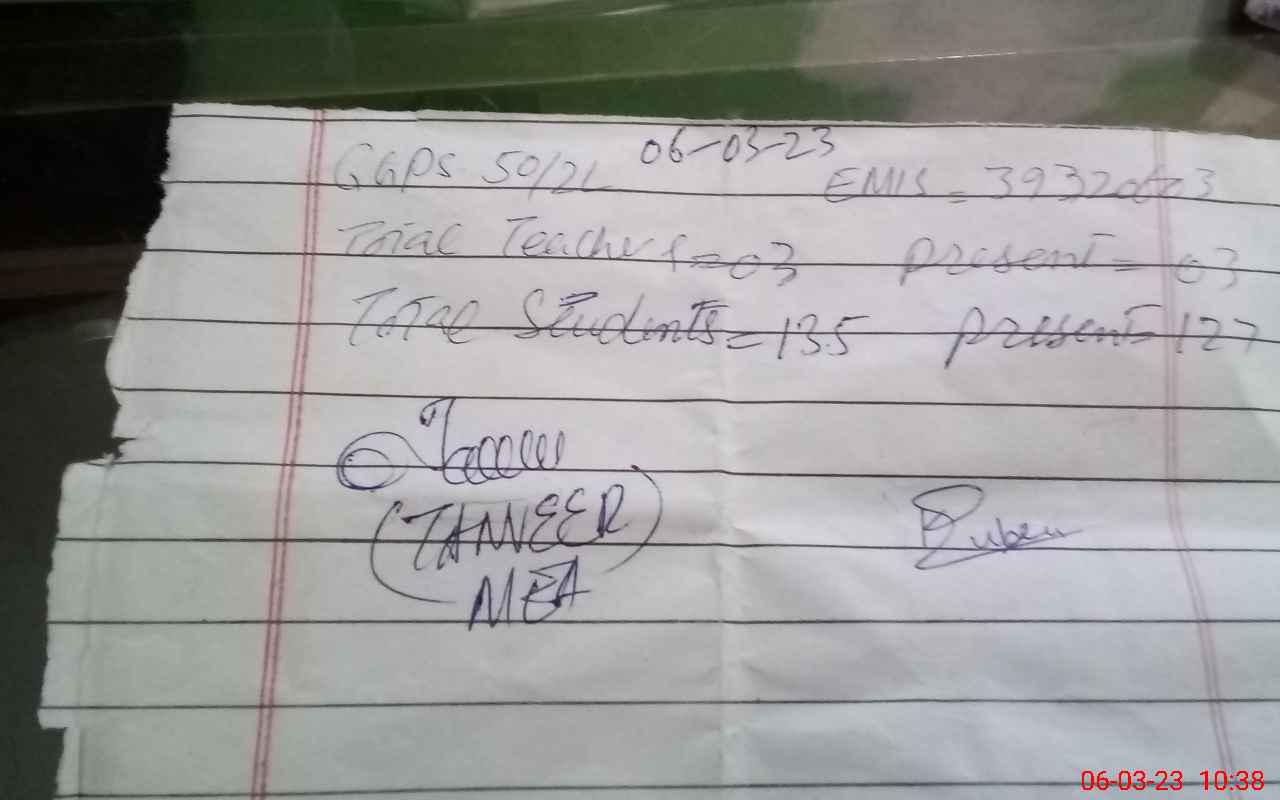 06-03-23
GGPS 50/2L EMIS =
Total Teachers = 03 present = 03
Total Students = 135 present = 127
(TANVEER)
MEA
06-03-23 10:38